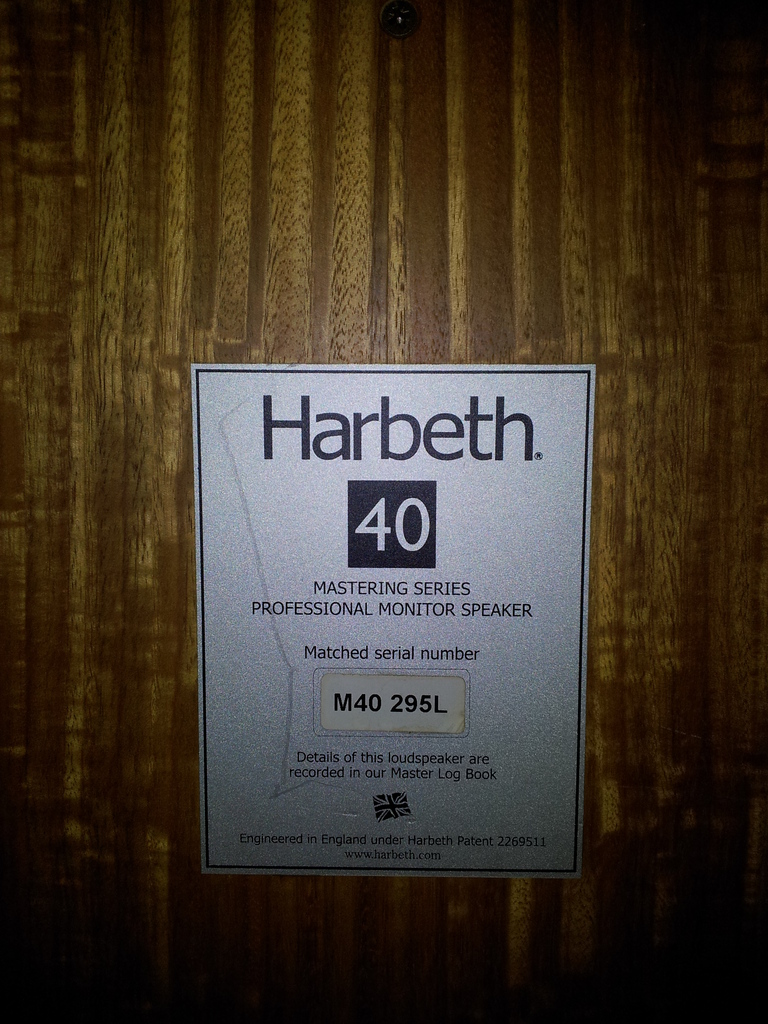 Harbeth®
40
MASTERING SERIES
PROFESSIONAL MONITOR SPEAKER
Matched serial number
M40 295L
Details of this loudspeaker are
recorded in our Master Log Book
Engineered in England under Harbeth Patent 2269511
www.harbeth.com